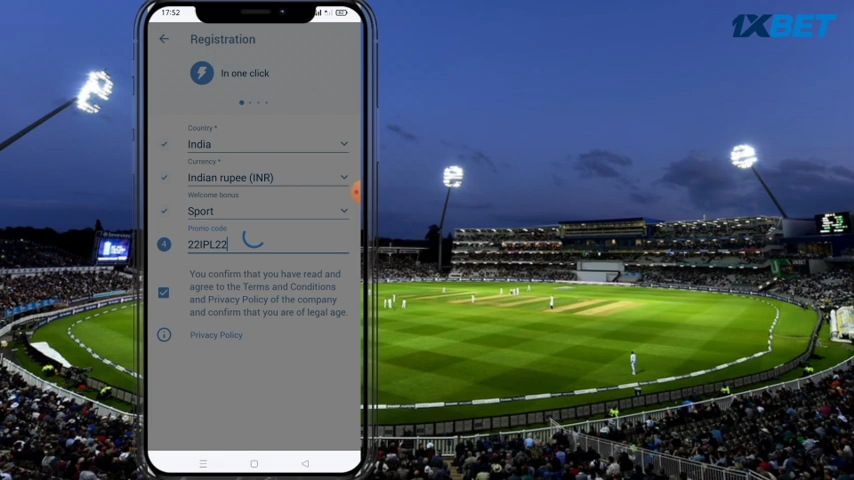 17:52
1XBET
Registration
In one click
Country *
India
Currency *
Indian rupee (INR)
Welcome bonus
Sport
Promo code
4
22IPL22
You confirm that you have read and
agree to the Terms and Conditions
and Privacy Policy of the company
and confirm that you are of legal age.
Privacy Policy